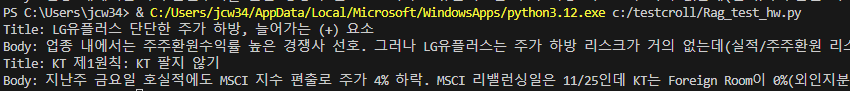 PS C:\Users\jcw34> & C:/Users/jcw34/AppData/Local/Microsoft/WindowsApps/python3.12.exe c:/testcroll/Rag_test_hw.py
Title: LG유플러스 단단한 주가 하방, 늘어가는 (+) 요소
Body: 업종 내에서는 주주환원수익률 높은 경쟁사 선호. 그러나 LG유플러스는 주가 하방 리스크가 거의 없는데(실적/주주환원 리스
Title: KT 제1원칙: KT 팔지 않기
Body: 지난주 금요일 호실적에도 MSCI 지수 편출로 주가 4% 하락. MSCI 리밸런싱일은 11/25인데 KT는 Foreign Room이 0%(외인지분